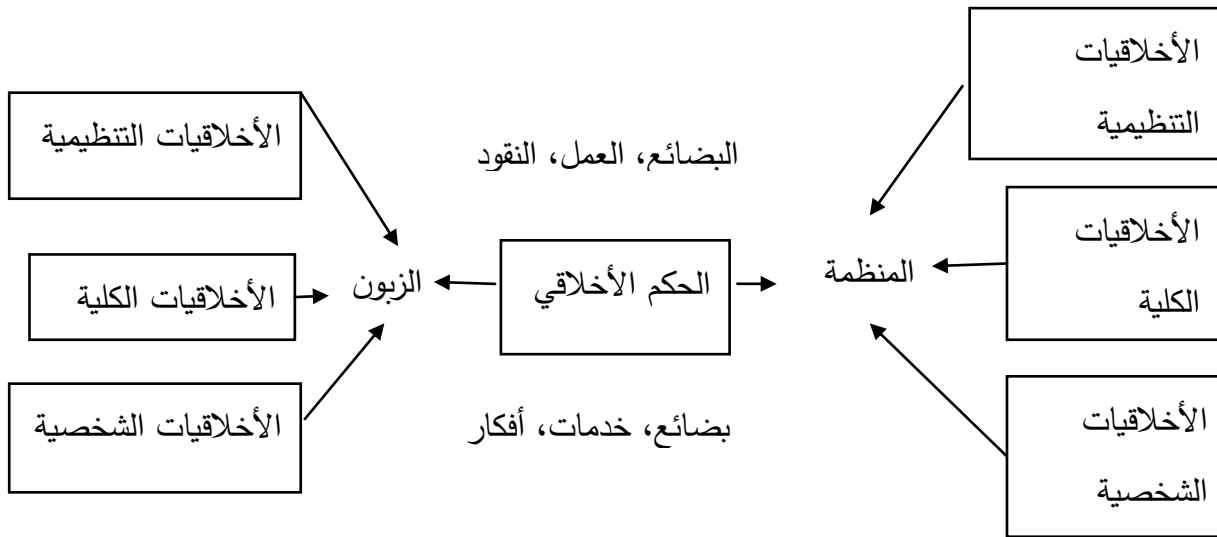 الأخلاقيات
التنظيمية
الأخلاقيات التنظيمية
البضائع، العمل، النقود
الأخلاقيات
الكلية
المنظمة
الحكم الأخلاقي
الزبون
الأخلاقيات الكلية
الأخلاقيات
الشخصية
بضائع، خدمات، أفكار
الأخلاقيات الشخصية